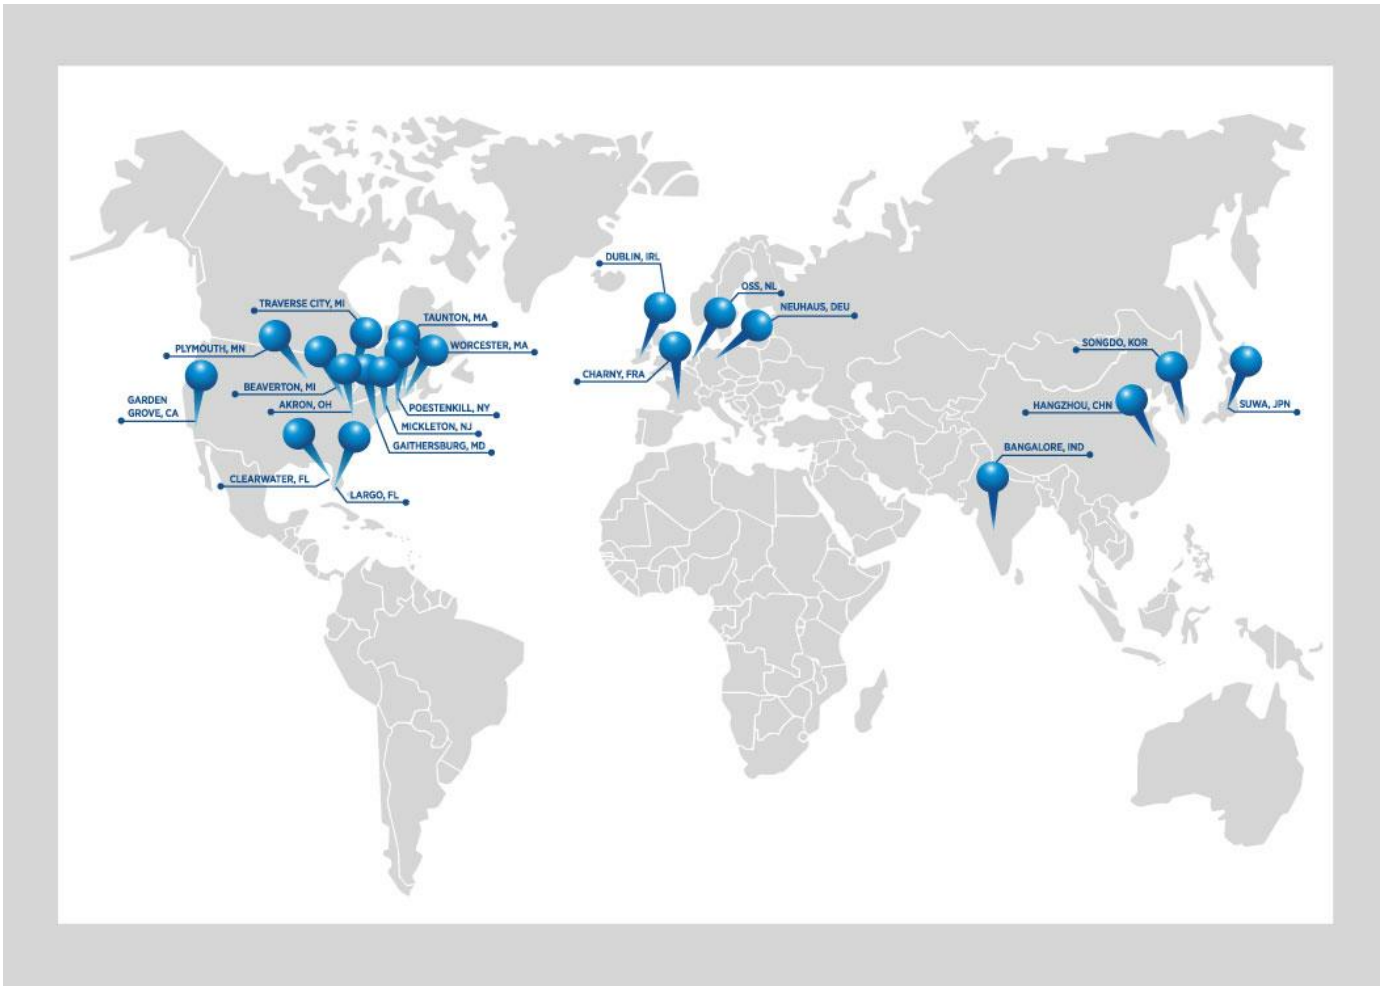 DUBLIN, IRL
OSS, NL
TRAVERSE CITY, MI
NEUHAUS, DEU
TAUNTON, MA
PLYMOUTH, MN
WORCESTER, MA
SONGDO, KOR
CHARNY, FRA
BEAVERTON, MI
GARDEN
GROVE, CA
AKRON, OH
POESTENKILL, NY
HANGZHOU, CHN
SUWA, JPN
MICKLETON, NJ
GAITHERSBURG, MD
BANGALORE, IND
CLEARWATER, FL
LARGO, FL